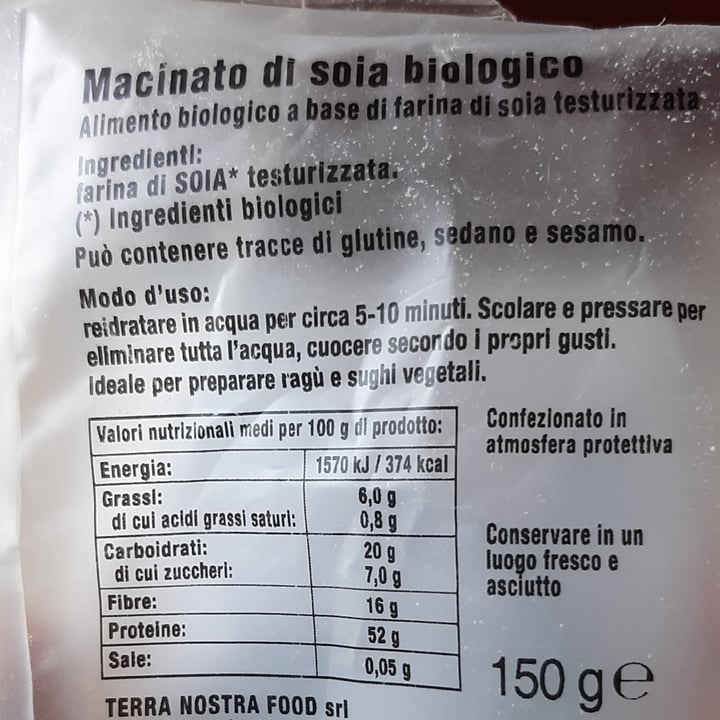 Macinato di soia biologico
Alimento biologico a base di farina di soia testurizzata
Ingredienti:
farina di SOIA* testurizzata.
(*) Ingredienti biologici
Può contenere tracce di glutine, sedano e sesamo.
Modo d'uso:
reidratare in acqua per circa 5-10 minuti. Scolare e pressare per
eliminare tutta l'acqua, cuocere secondo i propri gusti.
Ideale per preparare ragù e sughi vegetali.
Valori nutrizionali medi per 100 g di prodotto:
Energia: 1570 kJ / 374 kcal
Grassi: 6,0 g
di cui acidi grassi saturi: 0,8 g
Carboidrati: 20 g
di cui zuccheri: 7,0 g
Fibre: 16 g
Proteine: 52 g
Sale: 0,05 g
Confezionato in
atmosfera protettiva
Conservare in un
luogo fresco e
asciutto
150 g e
TERRA NOSTRA FOOD srl